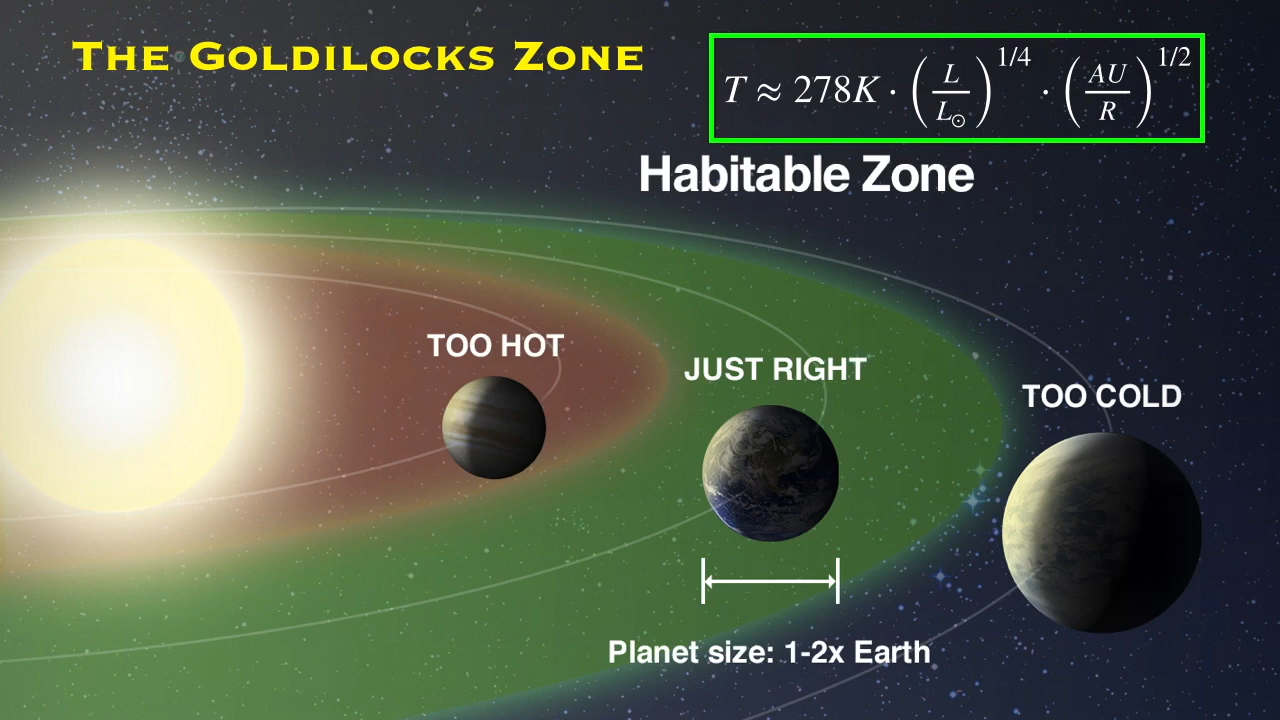 THE GOLDILOCKS ZONE
T ≈ 278K · (L/L☉)^1/4 · (AU/R)^1/2
Habitable Zone
TOO HOT
JUST RIGHT
TOO COLD
Planet size: 1-2x Earth